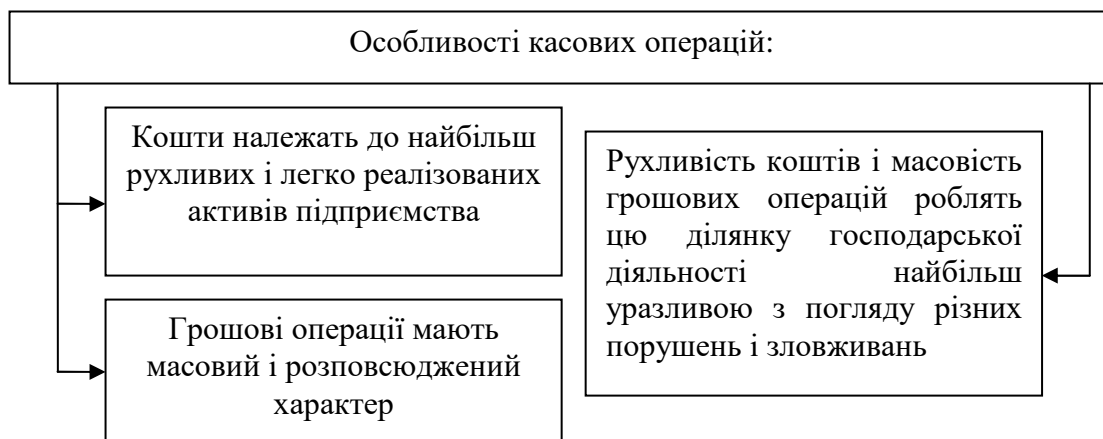 Особливості касових операцій:
Кошти належать до найбільш
рухливих і легко реалізованих
активів підприємства
Грошові операції мають
масовий і розповсюджений
характер
Рухливість коштів і масовість
грошових операцій роблять
цю ділянку господарської
діяльності найбільш
уразливою з погляду різних
порушень і зловживань